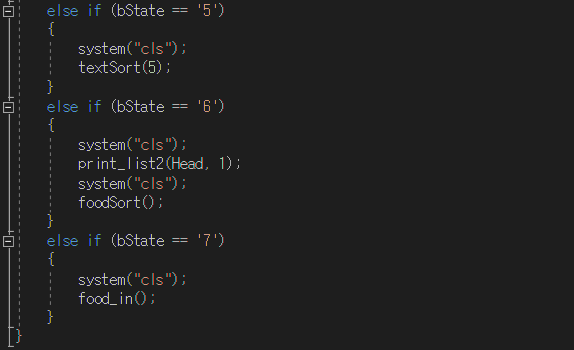 else if (bState == '5')
{
system("cls");
textSort(5);
}
else if (bState == '6')
{
system("cls");
print_list2(Head, 1);
system("cls");
foodSort();
}
else if (bState == '7')
{
system("cls");
food_in();
}
}